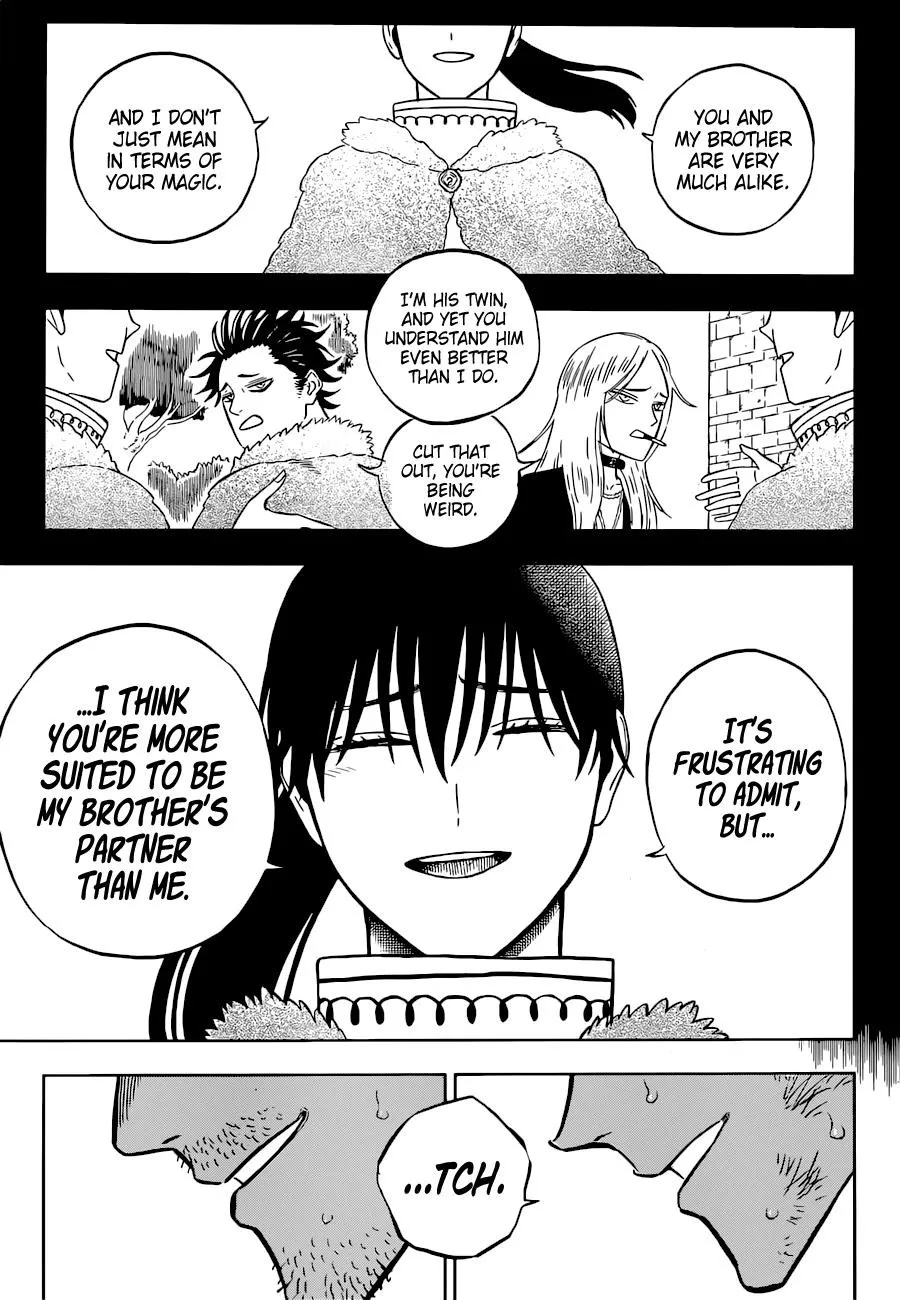 YOU AND
MY BROTHER
ARE VERY
MUCH ALIKE.
AND I DON'T
JUST MEAN
IN TERMS OF
YOUR MAGIC.
I'M HIS TWIN,
AND YET YOU
UNDERSTAND HIM
EVEN BETTER
THAN I DO.
CUT THAT
OUT, YOU'RE
BEING
WEIRD.
IT'S
FRUSTRATING
TO ADMIT,
BUT...
...I THINK
YOU'RE MORE
SUITED TO BE
MY BROTHER'S
PARTNER
THAN ME.
...TCH.